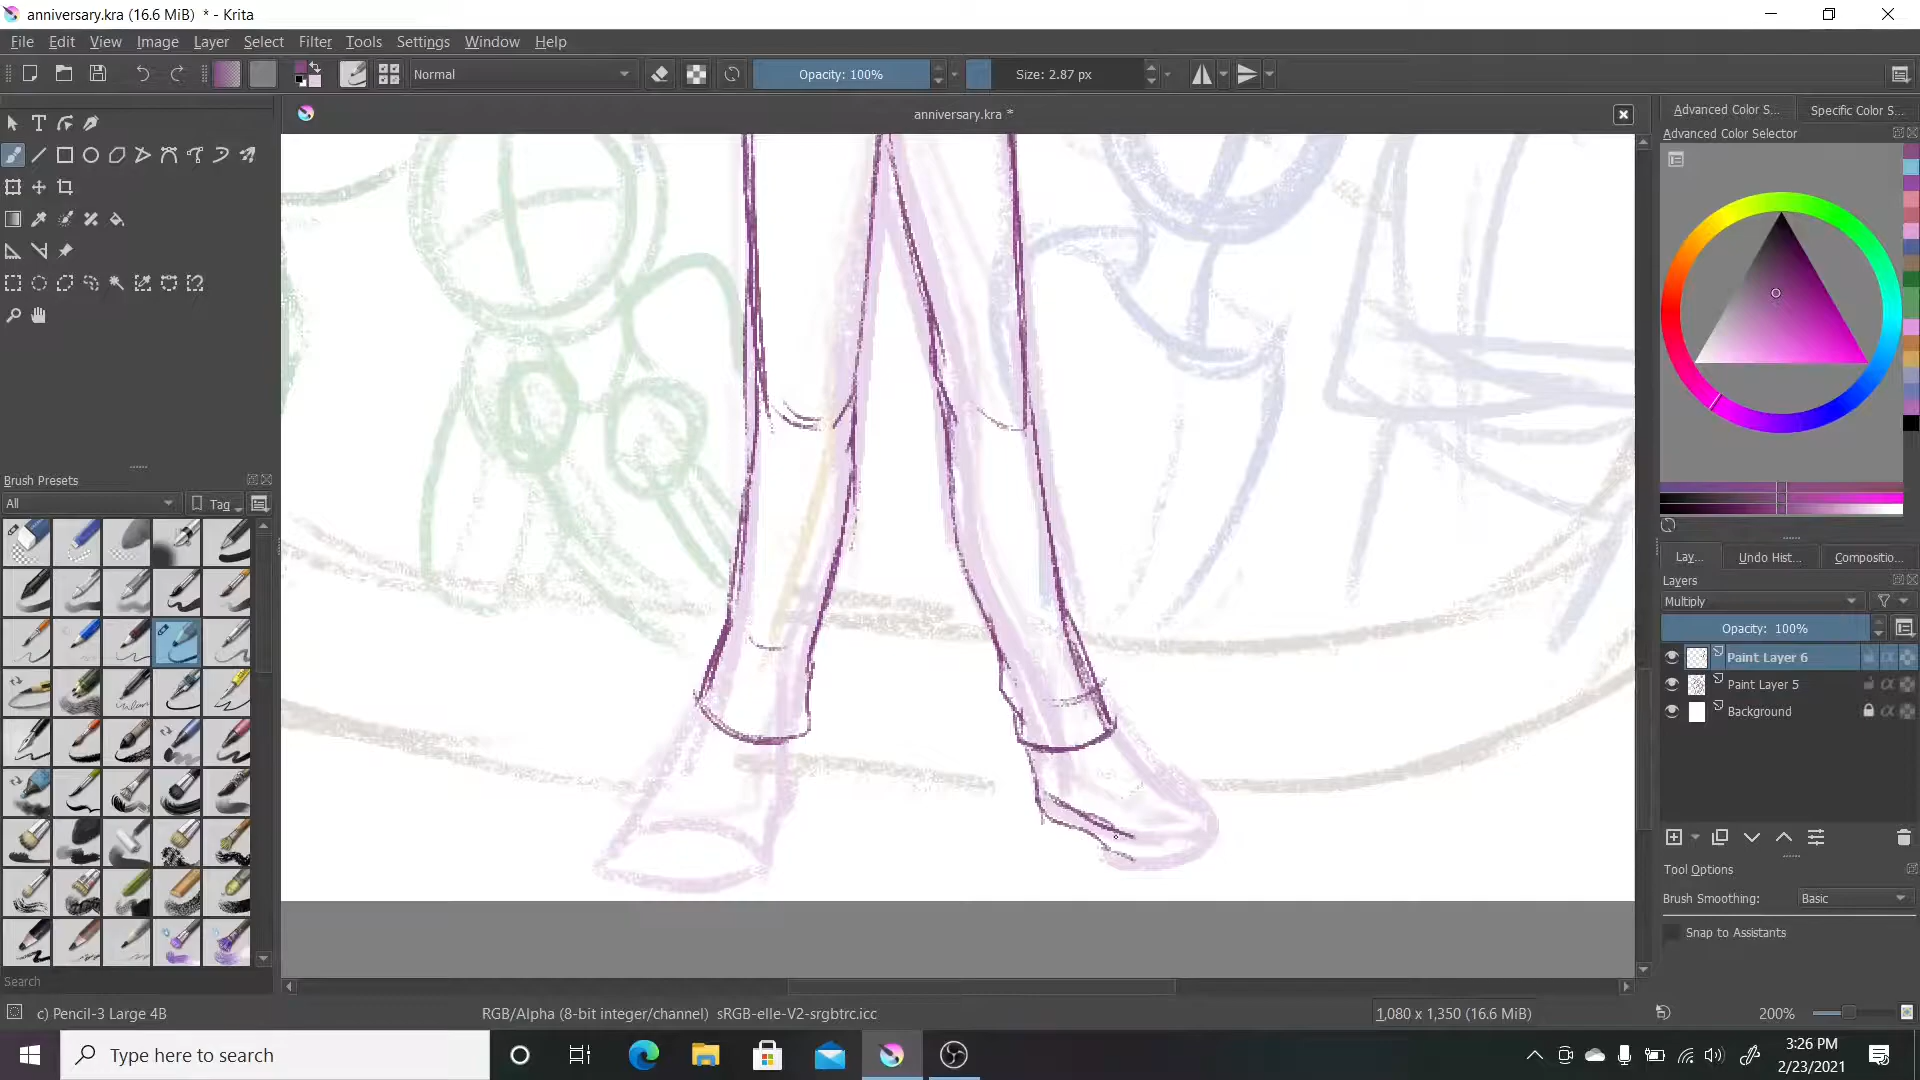 anniversary.kra (16.6 MiB) * - Krita
File Edit View Image Layer Select Filter Tools Settings Window Help
Normal Opacity: 100% Size: 2.87 px
anniversary.kra *
Advanced Color S... Specific Color S...
Advanced Color Selector
Brush Presets
All Tag
Lay... Undo Hist... Compositio...
Layers
Multiply
Opacity: 100%
Paint Layer 6
Paint Layer 5
Background
Tool Options
Brush Smoothing: Basic
Snap to Assistants
Search
c) Pencil-3 Large 4B RGB/Alpha (8-bit integer/channel) sRGB-elle-V2-srgbtrc.icc 1,080 x 1,350 (16.6 MiB) 200%
Type here to search
3:26 PM
2/23/2021